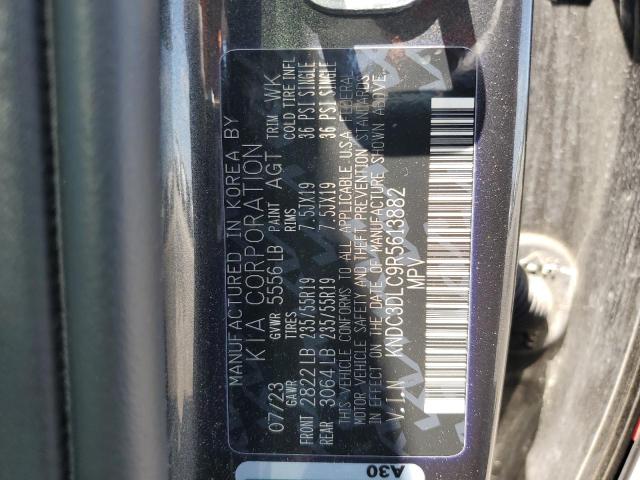 MANUFACTURED IN KOREA BY
KIA CORPORATION
07/23 GVWR 5556 LB PAINT AGT TRIM WK
GAWR TIRES RIMS COLD TIRE INFL
FRONT 2822 LB 235/55R19 7.5JX19 36 PSI SINGLE
REAR 3064 LB 235/55R19 7.5JX19 36 PSI SINGLE
THIS VEHICLE CONFORMS TO ALL APPLICABLE U.S.A. FEDERAL
MOTOR VEHICLE SAFETY AND THEFT PREVENTION STANDARDS
IN EFFECT ON THE DATE OF MANUFACTURE SHOWN ABOVE.
V.I.N KNDC3DLC9R5613882
MPV
A30